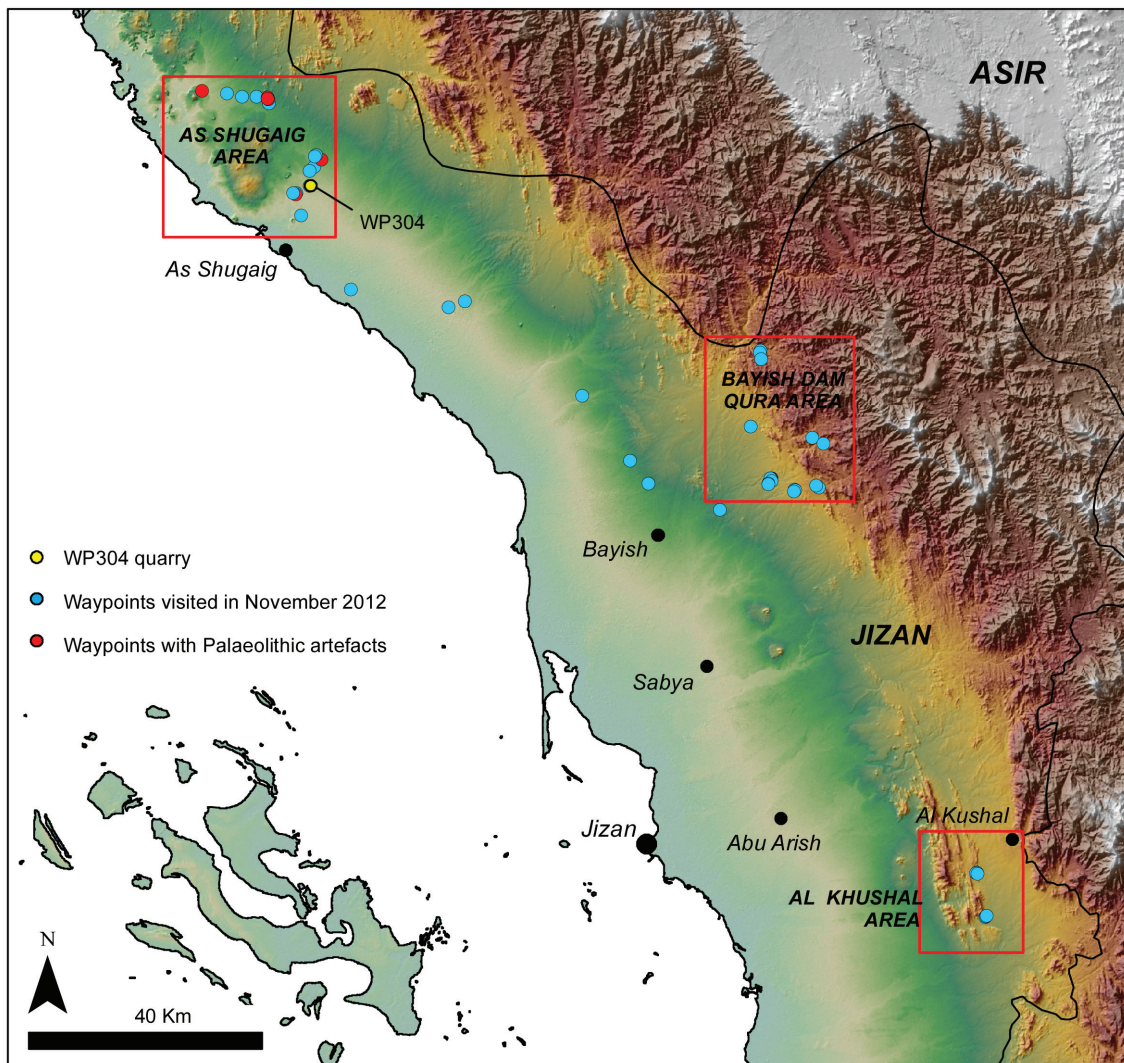 ASIR
AS SHUGAIG
AREA
WP304
As Shugaig
BAYISH DAM
QURA AREA
WP304 quarry
Waypoints visited in November 2012
Waypoints with Palaeolithic artefacts
Bayish
JIZAN
Sabya
Jizan
Abu Arish
Al Kushal
AL KHUSHAL
AREA
N
40 Km